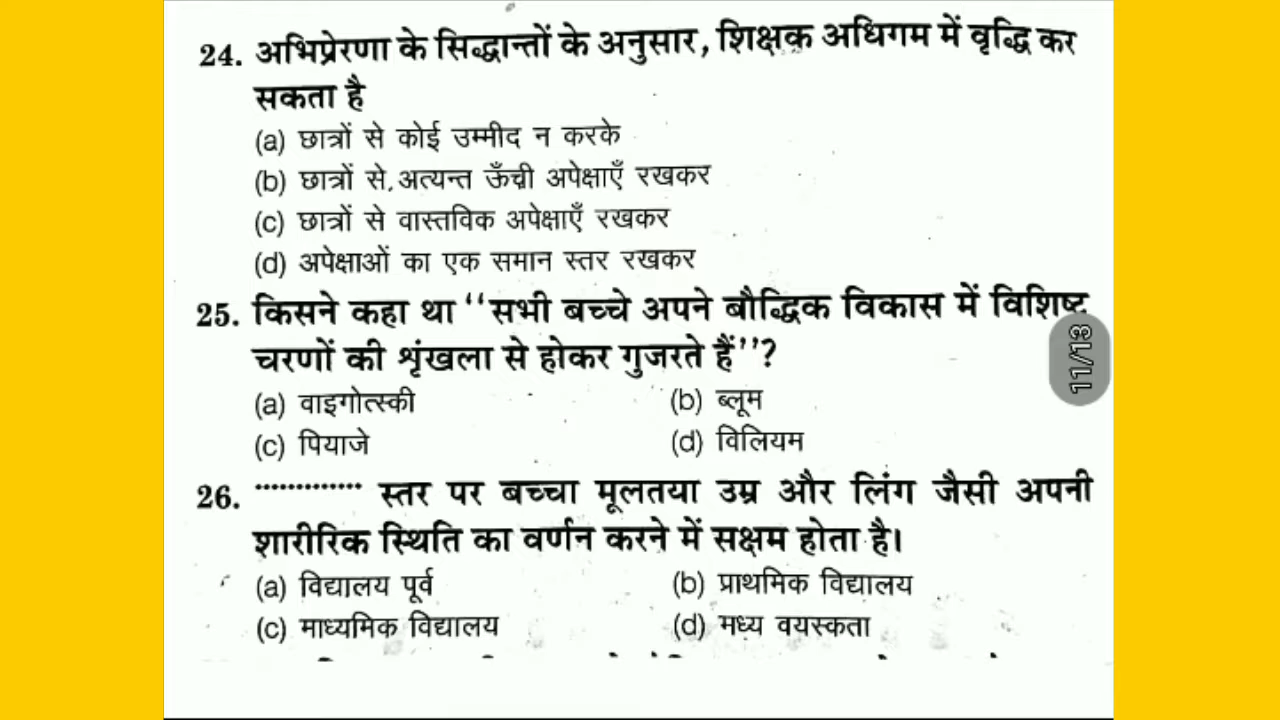 24. अभिप्रेरणा के सिद्धान्तों के अनुसार, शिक्षक अधिगम में वृद्धि कर
सकता है
(a) छात्रों से कोई उम्मीद न करके
(b) छात्रों से अत्यन्त ऊँची अपेक्षाएँ रखकर
(c) छात्रों से वास्तविक अपेक्षाएँ रखकर
(d) अपेक्षाओं का एक समान स्तर रखकर
25. किसने कहा था ‘‘सभी बच्चे अपने बौद्धिक विकास में विशिष्ट
चरणों की शृंखला से होकर गुजरते हैं’’?
(a) वाइगोत्स्की (b) ब्लूम
(c) पियाजे (d) विलियम
11/13
26. ............. स्तर पर बच्चा मूलतया उम्र और लिंग जैसी अपनी
शारीरिक स्थिति का वर्णन करने में सक्षम होता है।
(a) विद्यालय पूर्व (b) प्राथमिक विद्यालय
(c) माध्यमिक विद्यालय (d) मध्य वयस्कता